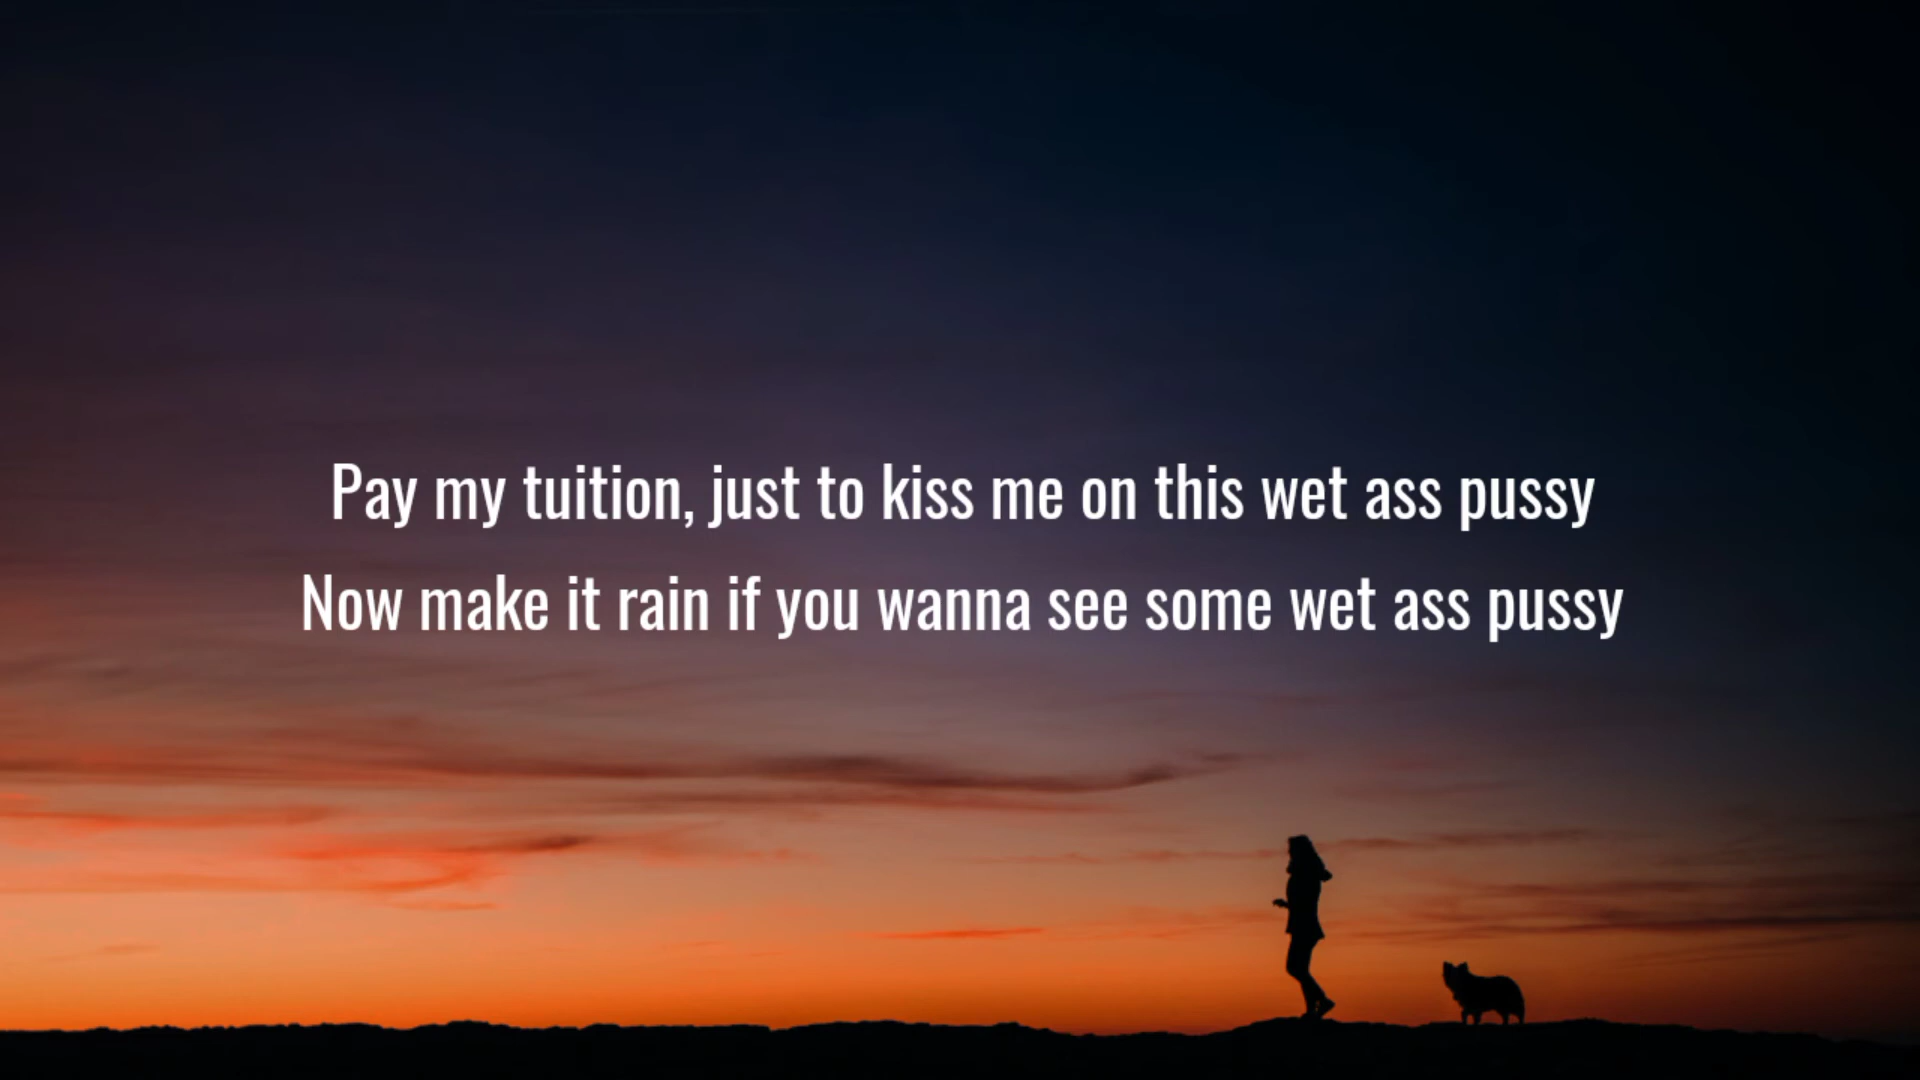 Pay my tuition, just to kiss me on this wet ass pussy
Now make it rain if you wanna see some wet ass pussy